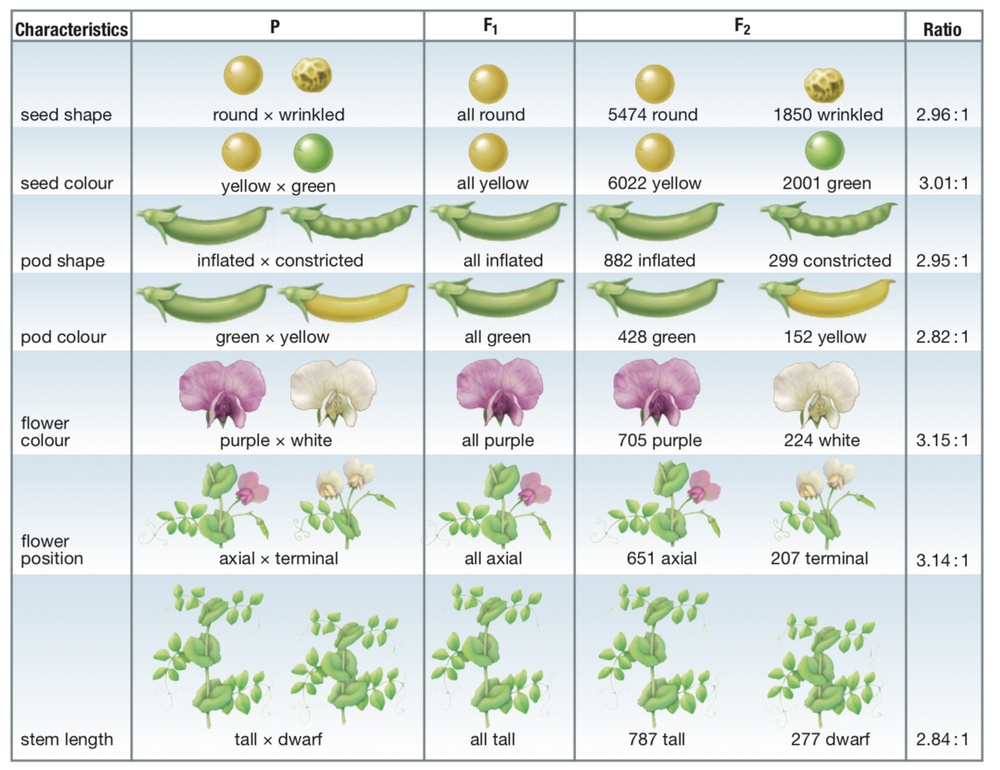 Characteristics P F₁ F₂ Ratio
round × wrinkled all round 5474 round 1850 wrinkled
seed shape 2.96 : 1
yellow × green all yellow 6022 yellow 2001 green
seed colour 3.01 : 1
inflated × constricted all inflated 882 inflated 299 constricted
pod shape 2.95 : 1
green × yellow all green 428 green 152 yellow
pod colour 2.82 : 1
flower
colour purple × white all purple 705 purple 224 white 3.15 : 1
flower
position axial × terminal all axial 651 axial 207 terminal 3.14 : 1
stem length tall × dwarf all tall 787 tall 277 dwarf 2.84 : 1